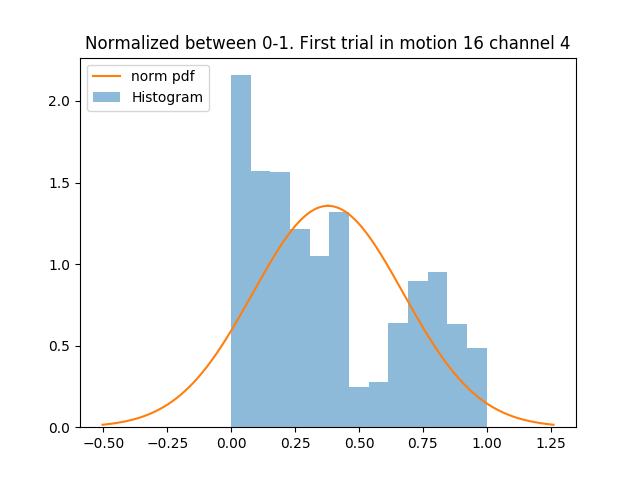 Normalized between 0-1. First trial in motion 16 channel 4
norm pdf
Histogram
2.0
1.5
1.0
0.5
0.0
−0.50 −0.25 0.00 0.25 0.50 0.75 1.00 1.25